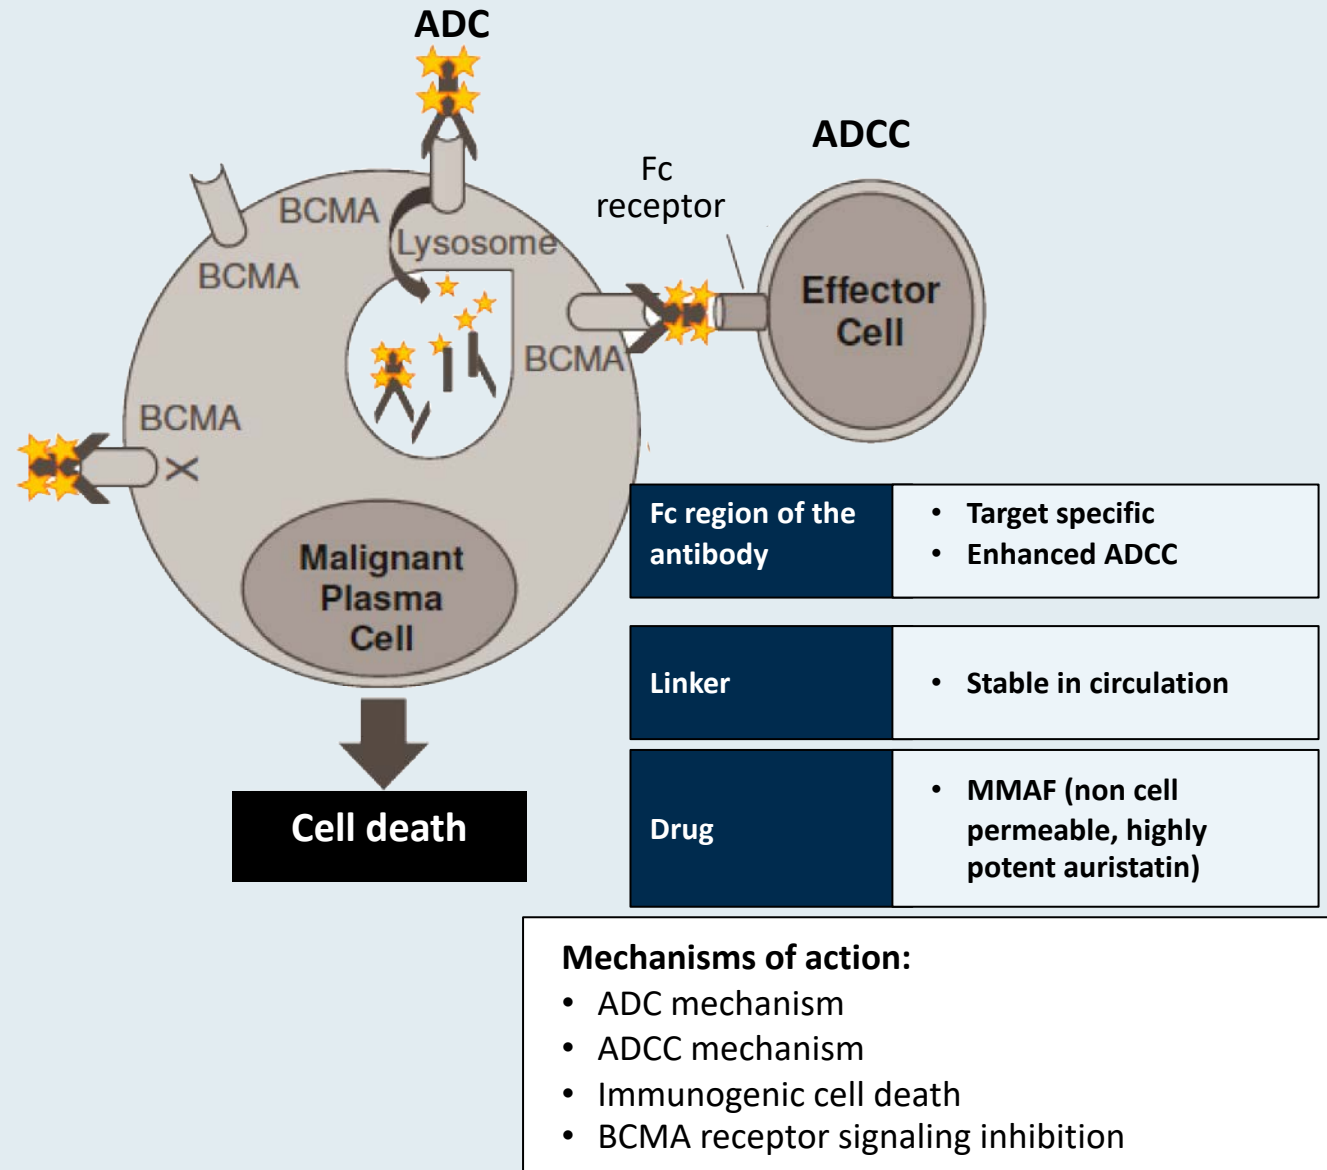 ADC
ADCC
Fc
receptor
BCMA
BCMA
Lysosome
Effector
Cell
BCMA
BCMA
X
Malignant
Plasma
Cell
Cell death
Fc region of the
antibody
• Target specific
• Enhanced ADCC
Linker
• Stable in circulation
Drug
• MMAF (non cell
permeable, highly
potent auristatin)
Mechanisms of action:
• ADC mechanism
• ADCC mechanism
• Immunogenic cell death
• BCMA receptor signaling inhibition